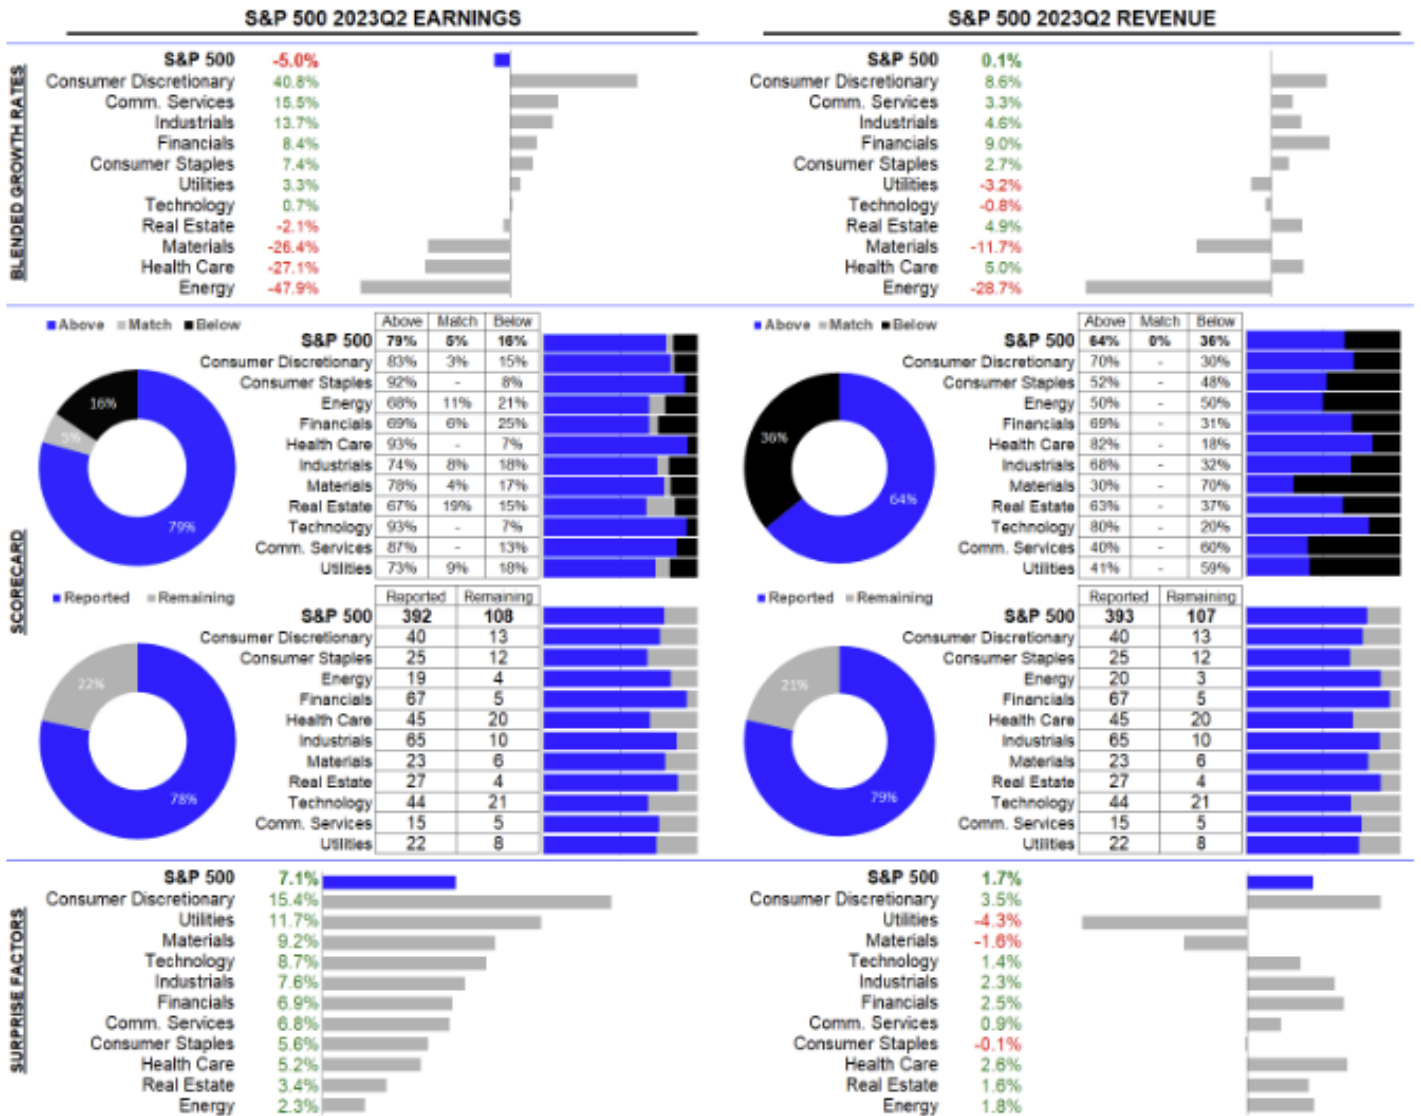 S&P 500 2023Q2 EARNINGS
BLENDED GROWTH RATES
S&P 500 -5.0%
Consumer Discretionary 40.8%
Comm. Services 15.5%
Industrials 13.7%
Financials 8.4%
Consumer Staples 7.4%
Utilities 3.3%
Technology 0.7%
Real Estate -2.1%
Materials -26.4%
Health Care -27.1%
Energy -47.9%
S&P 500 2023Q2 REVENUE
S&P 500 0.1%
Consumer Discretionary 8.6%
Comm. Services 3.3%
Industrials 4.6%
Financials 9.0%
Consumer Staples 2.7%
Utilities -3.2%
Technology -0.8%
Real Estate 4.9%
Materials -11.7%
Health Care 5.0%
Energy -28.7%
SCORECARD
Above Match Below
16%
5%
79%
Above Match Below
S&P 500 79% 5% 16%
Consumer Discretionary 83% 3% 15%
Consumer Staples 92% - 8%
Energy 68% 11% 21%
Financials 69% 6% 25%
Health Care 93% - 7%
Industrials 74% 8% 18%
Materials 78% 4% 17%
Real Estate 67% 19% 15%
Technology 93% - 7%
Comm. Services 87% - 13%
Utilities 73% 9% 18%
Above Match Below
36%
64%
Above Match Below
S&P 500 64% 0% 36%
Consumer Discretionary 70% - 30%
Consumer Staples 52% - 48%
Energy 50% - 50%
Financials 69% - 31%
Health Care 82% - 18%
Industrials 68% - 32%
Materials 30% - 70%
Real Estate 63% - 37%
Technology 80% - 20%
Comm. Services 40% - 60%
Utilities 41% - 59%
Reported Remaining
22%
78%
Reported Remaining
S&P 500 392 108
Consumer Discretionary 40 13
Consumer Staples 25 12
Energy 19 4
Financials 67 5
Health Care 45 20
Industrials 65 10
Materials 23 6
Real Estate 27 4
Technology 44 21
Comm. Services 15 5
Utilities 22 8
Reported Remaining
21%
79%
Reported Remaining
S&P 500 393 107
Consumer Discretionary 40 13
Consumer Staples 25 12
Energy 20 3
Financials 67 5
Health Care 45 20
Industrials 65 10
Materials 23 6
Real Estate 27 4
Technology 44 21
Comm. Services 15 5
Utilities 22 8
SURPRISE FACTORS
S&P 500 7.1%
Consumer Discretionary 15.4%
Utilities 11.7%
Materials 9.2%
Technology 8.7%
Industrials 7.6%
Financials 6.9%
Comm. Services 6.8%
Consumer Staples 5.6%
Health Care 5.2%
Real Estate 3.4%
Energy 2.3%
S&P 500 1.7%
Consumer Discretionary 3.5%
Utilities -4.3%
Materials -1.6%
Technology 1.4%
Industrials 2.3%
Financials 2.5%
Comm. Services 0.9%
Consumer Staples -0.1%
Health Care 2.6%
Real Estate 1.6%
Energy 1.8%